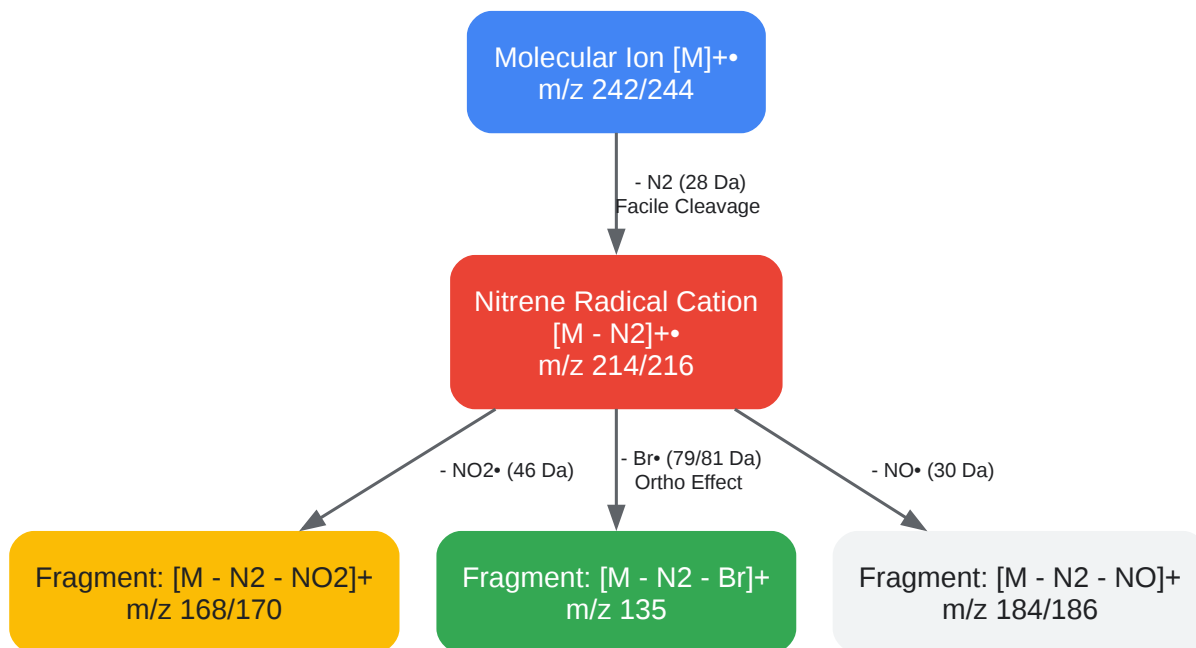 Molecular Ion [M]+•
m/z 242/244
- N2 (28 Da)
Facile Cleavage
Nitrene Radical Cation
[M - N2]+•
m/z 214/216
- NO2• (46 Da)
- Br• (79/81 Da)
Ortho Effect
- NO• (30 Da)
Fragment: [M - N2 - NO2]+
m/z 168/170
Fragment: [M - N2 - Br]+
m/z 135
Fragment: [M - N2 - NO]+
m/z 184/186